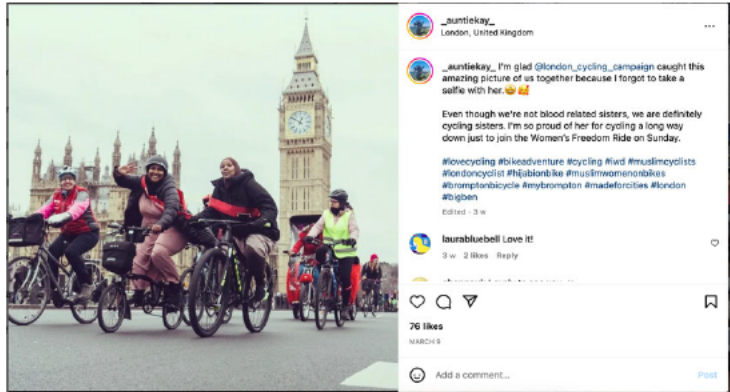 _auntiekay_
London, United Kingdom
_auntiekay_ I'm glad @london_cycling_campaign caught this
amazing picture of us together because I forgot to take a
selfie with her.🤩🥰
Even though we're not blood related sisters, we are definitely
cycling sisters. I'm so proud of her for cycling a long way
down just to join the Women's Freedom Ride on Sunday.
#lovecycling #bikeadventure #cycling #iwd #muslimcyclists
#londoncyclist #hijabionbike #muslimwomenonbikes
#bromptonbicycle #mybrompton #madeforcities #london
#bigben
Edited · 3 w
laurabluebell Love it!
3 w 2 likes Reply
76 likes
MARCH 9
Add a comment... Post